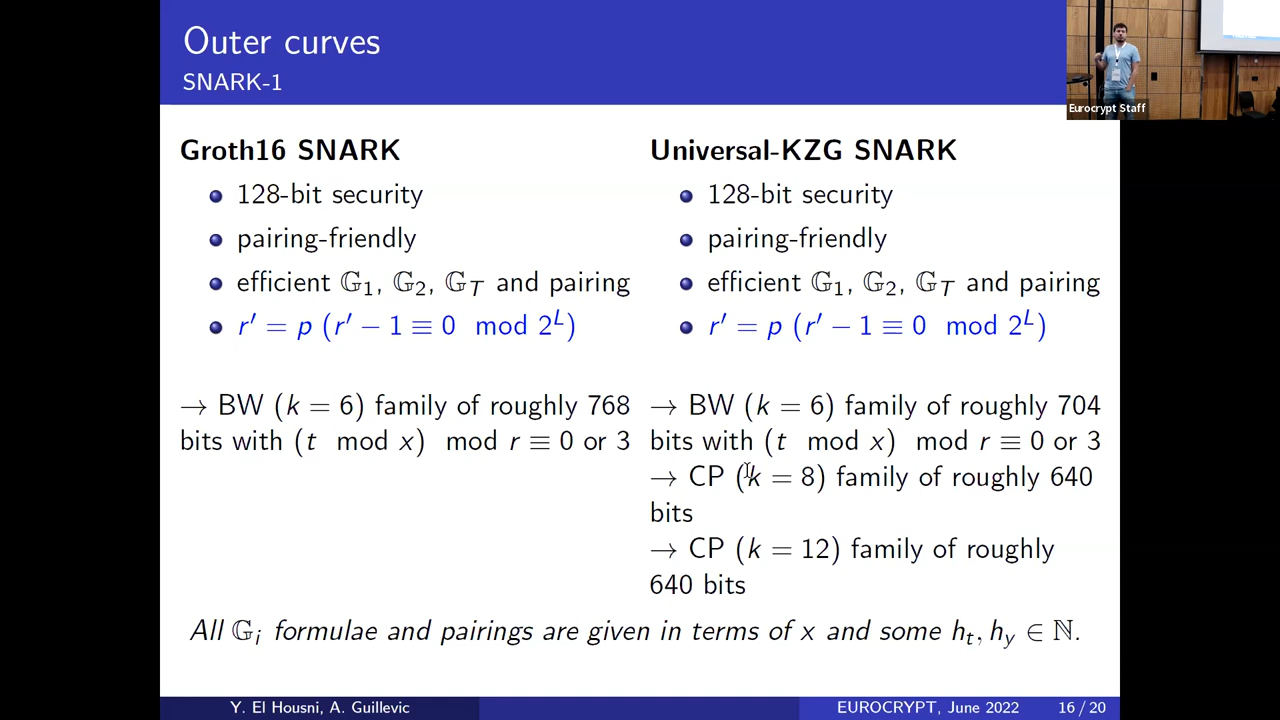 Outer curves
SNARK-1
Eurocrypt Staff
Groth16 SNARK
128-bit security
pairing-friendly
efficient 𝔾₁, 𝔾₂, 𝔾_T and pairing
r′ = p (r′ − 1 ≡ 0 mod 2^L)
→ BW (k = 6) family of roughly 768
bits with (t mod x) mod r ≡ 0 or 3
Universal-KZG SNARK
128-bit security
pairing-friendly
efficient 𝔾₁, 𝔾₂, 𝔾_T and pairing
r′ = p (r′ − 1 ≡ 0 mod 2^L)
→ BW (k = 6) family of roughly 704
bits with (t mod x) mod r ≡ 0 or 3
→ CP (k = 8) family of roughly 640
bits
→ CP (k = 12) family of roughly
640 bits
All 𝔾ᵢ formulae and pairings are given in terms of x and some h_t, h_y ∈ ℕ.
Y. El Housni, A. Guillevic
EUROCRYPT, June 2022
16 / 20